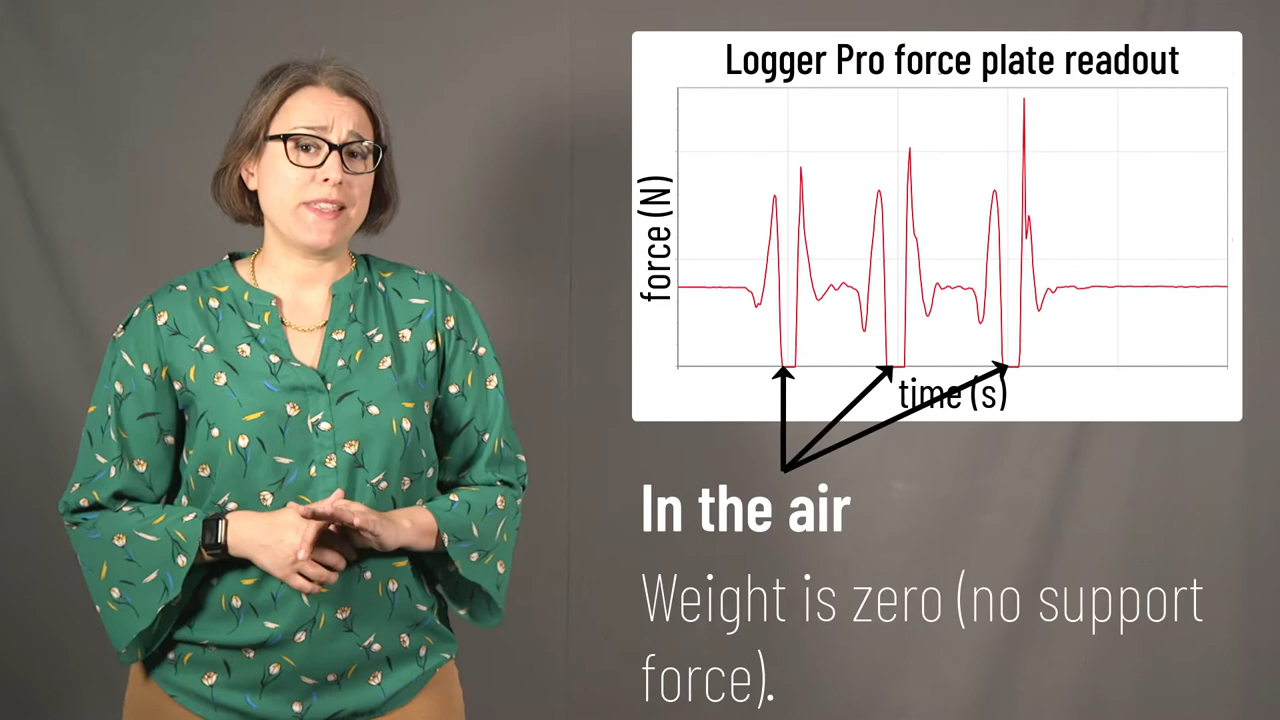 Logger Pro force plate readout
force (N)
time (s)
In the air
Weight is zero (no support
force).